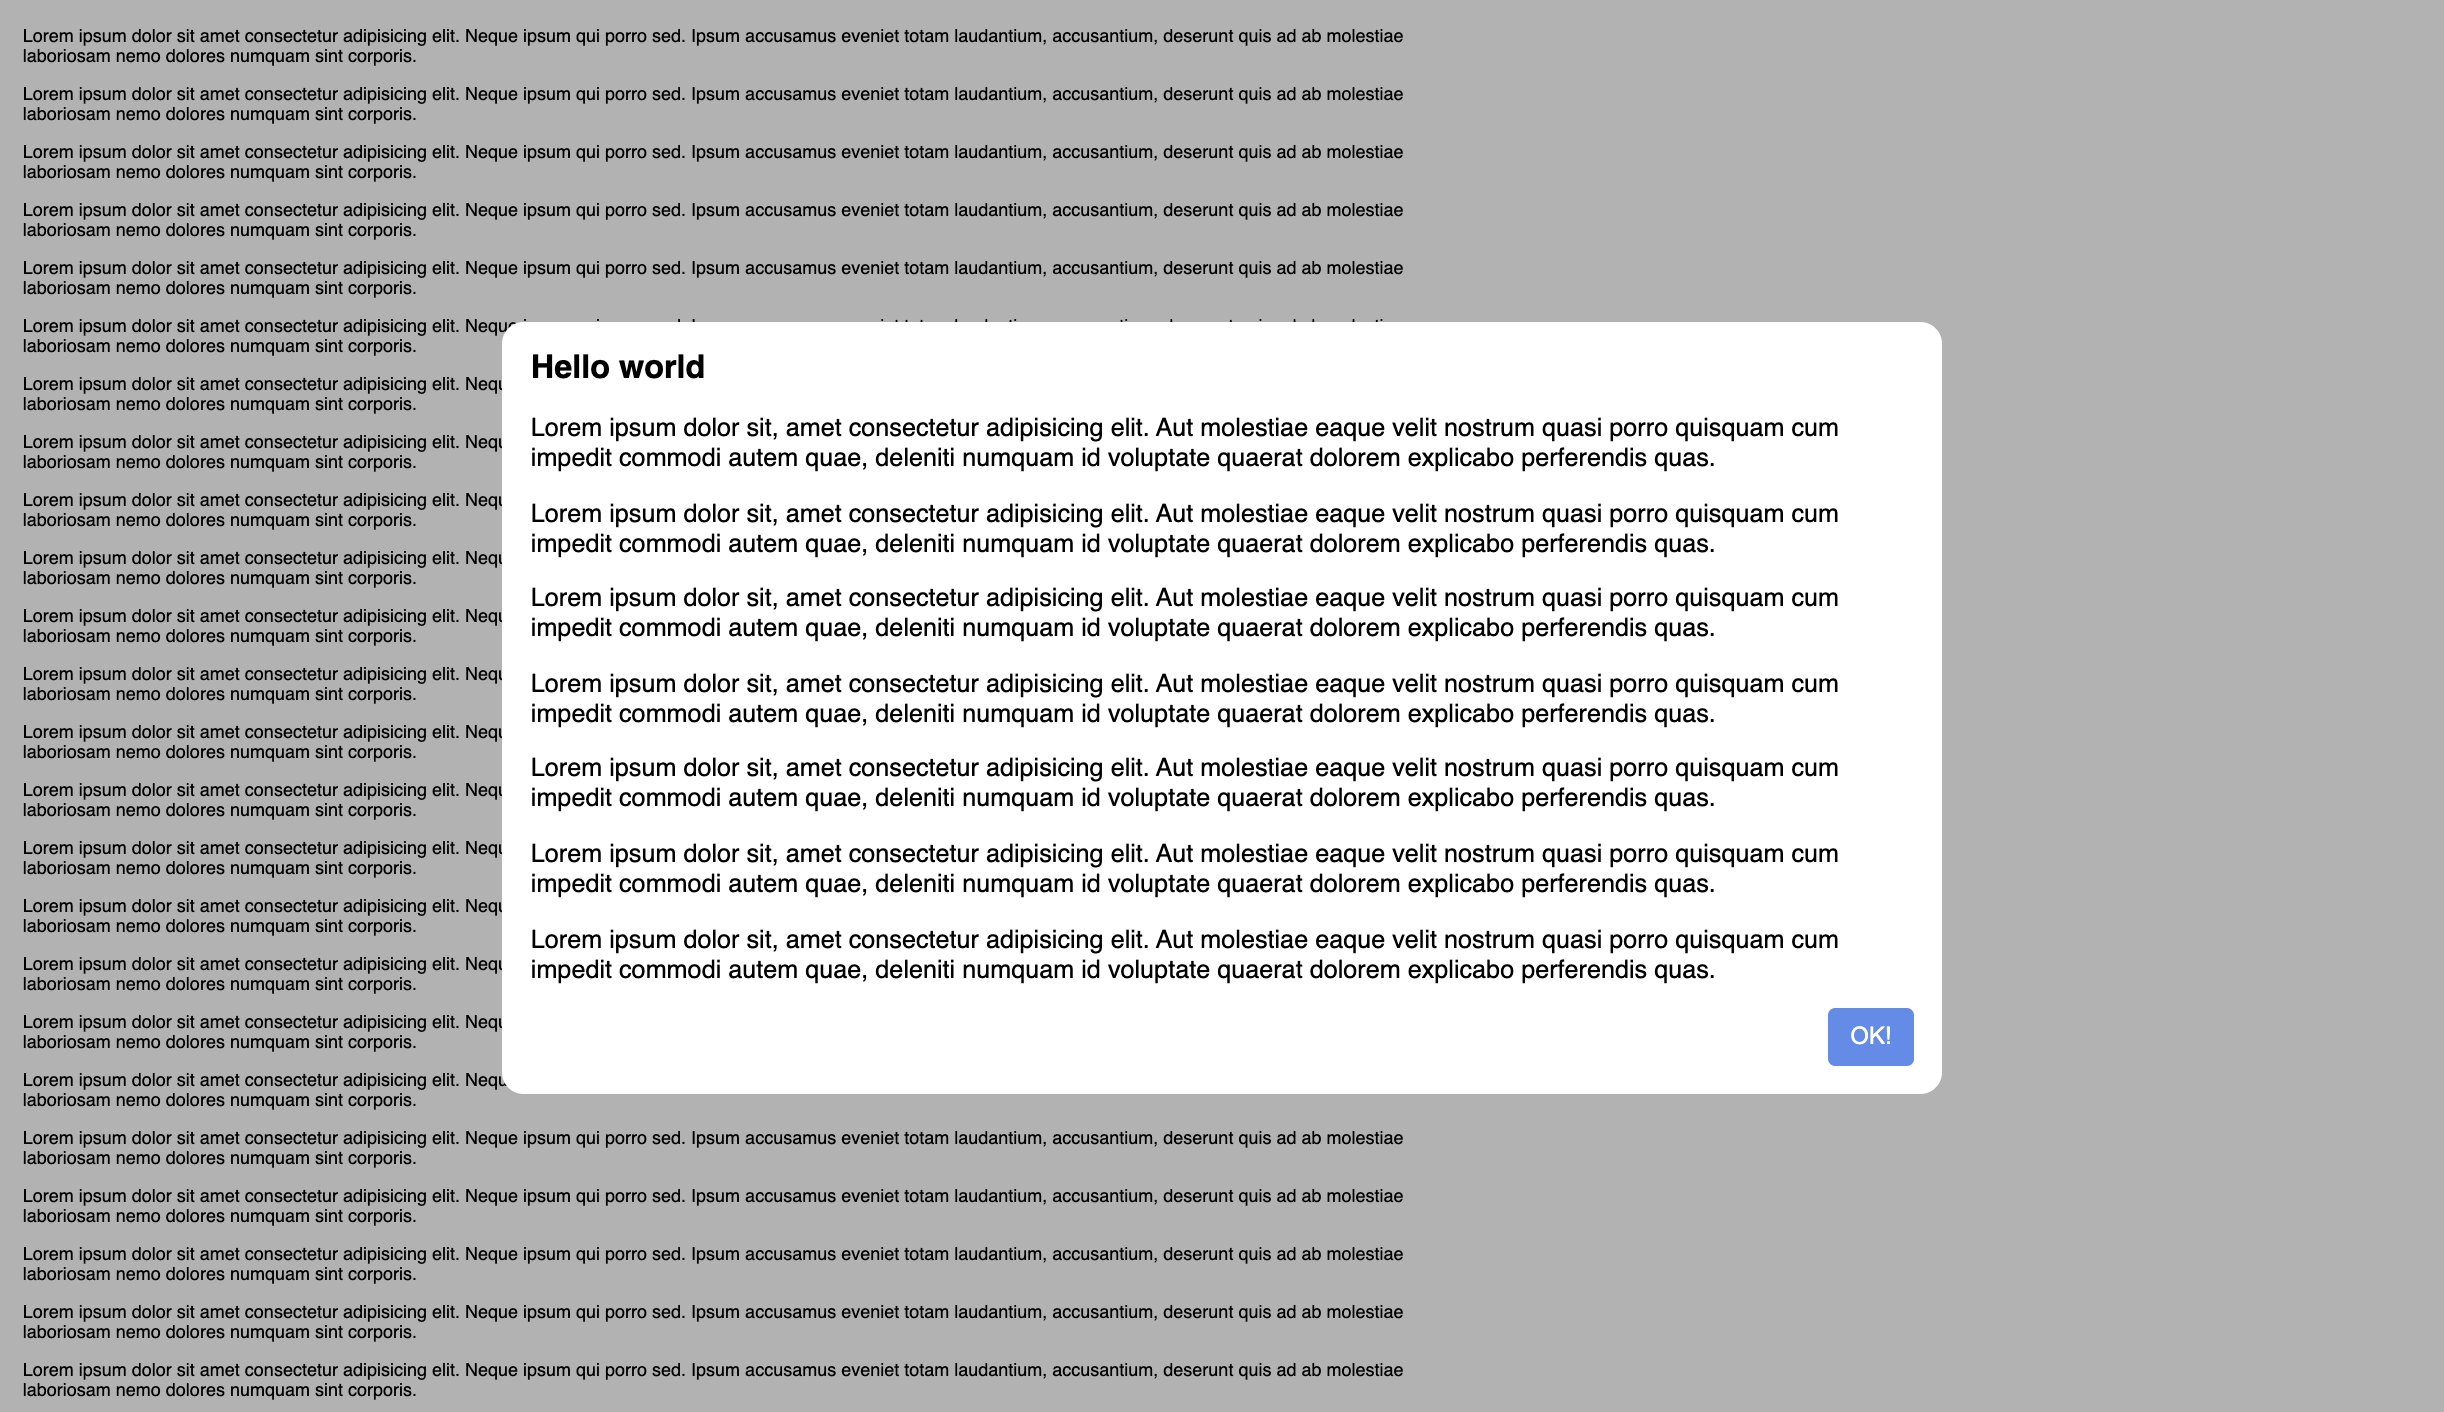 Lorem ipsum dolor sit amet consectetur adipisicing elit. Neque ipsum qui porro sed. Ipsum accusamus eveniet totam laudantium, accusantium, deserunt quis ad ab molestiae
laboriosam nemo dolores numquam sint corporis.
Lorem ipsum dolor sit amet consectetur adipisicing elit. Neque ipsum qui porro sed. Ipsum accusamus eveniet totam laudantium, accusantium, deserunt quis ad ab molestiae
laboriosam nemo dolores numquam sint corporis.
Lorem ipsum dolor sit amet consectetur adipisicing elit. Neque ipsum qui porro sed. Ipsum accusamus eveniet totam laudantium, accusantium, deserunt quis ad ab molestiae
laboriosam nemo dolores numquam sint corporis.
Lorem ipsum dolor sit amet consectetur adipisicing elit. Neque ipsum qui porro sed. Ipsum accusamus eveniet totam laudantium, accusantium, deserunt quis ad ab molestiae
laboriosam nemo dolores numquam sint corporis.
Lorem ipsum dolor sit amet consectetur adipisicing elit. Neque ipsum qui porro sed. Ipsum accusamus eveniet totam laudantium, accusantium, deserunt quis ad ab molestiae
laboriosam nemo dolores numquam sint corporis.
Lorem ipsum dolor sit amet consectetur adipisicing elit. Neque
laboriosam nemo dolores numquam sint corporis.
Lorem ipsum dolor sit amet consectetur adipisicing elit. Nequ
laboriosam nemo dolores numquam sint corporis.
Lorem ipsum dolor sit amet consectetur adipisicing elit. Nequ
laboriosam nemo dolores numquam sint corporis.
Lorem ipsum dolor sit amet consectetur adipisicing elit. Nequ
laboriosam nemo dolores numquam sint corporis.
Lorem ipsum dolor sit amet consectetur adipisicing elit. Nequ
laboriosam nemo dolores numquam sint corporis.
Lorem ipsum dolor sit amet consectetur adipisicing elit. Nequ
laboriosam nemo dolores numquam sint corporis.
Lorem ipsum dolor sit amet consectetur adipisicing elit. Nequ
laboriosam nemo dolores numquam sint corporis.
Lorem ipsum dolor sit amet consectetur adipisicing elit. Nequ
laboriosam nemo dolores numquam sint corporis.
Lorem ipsum dolor sit amet consectetur adipisicing elit. Nequ
laboriosam nemo dolores numquam sint corporis.
Lorem ipsum dolor sit amet consectetur adipisicing elit. Nequ
laboriosam nemo dolores numquam sint corporis.
Lorem ipsum dolor sit amet consectetur adipisicing elit. Nequ
laboriosam nemo dolores numquam sint corporis.
Lorem ipsum dolor sit amet consectetur adipisicing elit. Nequ
laboriosam nemo dolores numquam sint corporis.
Lorem ipsum dolor sit amet consectetur adipisicing elit. Nequ
laboriosam nemo dolores numquam sint corporis.
Lorem ipsum dolor sit amet consectetur adipisicing elit. Nequ
laboriosam nemo dolores numquam sint corporis.
Lorem ipsum dolor sit amet consectetur adipisicing elit. Neque ipsum qui porro sed. Ipsum accusamus eveniet totam laudantium, accusantium, deserunt quis ad ab molestiae
laboriosam nemo dolores numquam sint corporis.
Lorem ipsum dolor sit amet consectetur adipisicing elit. Neque ipsum qui porro sed. Ipsum accusamus eveniet totam laudantium, accusantium, deserunt quis ad ab molestiae
laboriosam nemo dolores numquam sint corporis.
Lorem ipsum dolor sit amet consectetur adipisicing elit. Neque ipsum qui porro sed. Ipsum accusamus eveniet totam laudantium, accusantium, deserunt quis ad ab molestiae
laboriosam nemo dolores numquam sint corporis.
Lorem ipsum dolor sit amet consectetur adipisicing elit. Neque ipsum qui porro sed. Ipsum accusamus eveniet totam laudantium, accusantium, deserunt quis ad ab molestiae
laboriosam nemo dolores numquam sint corporis.
Lorem ipsum dolor sit amet consectetur adipisicing elit. Neque ipsum qui porro sed. Ipsum accusamus eveniet totam laudantium, accusantium, deserunt quis ad ab molestiae
laboriosam nemo dolores numquam sint corporis.
Hello world
Lorem ipsum dolor sit, amet consectetur adipisicing elit. Aut molestiae eaque velit nostrum quasi porro quisquam cum
impedit commodi autem quae, deleniti numquam id voluptate quaerat dolorem explicabo perferendis quas.
Lorem ipsum dolor sit, amet consectetur adipisicing elit. Aut molestiae eaque velit nostrum quasi porro quisquam cum
impedit commodi autem quae, deleniti numquam id voluptate quaerat dolorem explicabo perferendis quas.
Lorem ipsum dolor sit, amet consectetur adipisicing elit. Aut molestiae eaque velit nostrum quasi porro quisquam cum
impedit commodi autem quae, deleniti numquam id voluptate quaerat dolorem explicabo perferendis quas.
Lorem ipsum dolor sit, amet consectetur adipisicing elit. Aut molestiae eaque velit nostrum quasi porro quisquam cum
impedit commodi autem quae, deleniti numquam id voluptate quaerat dolorem explicabo perferendis quas.
Lorem ipsum dolor sit, amet consectetur adipisicing elit. Aut molestiae eaque velit nostrum quasi porro quisquam cum
impedit commodi autem quae, deleniti numquam id voluptate quaerat dolorem explicabo perferendis quas.
Lorem ipsum dolor sit, amet consectetur adipisicing elit. Aut molestiae eaque velit nostrum quasi porro quisquam cum
impedit commodi autem quae, deleniti numquam id voluptate quaerat dolorem explicabo perferendis quas.
Lorem ipsum dolor sit, amet consectetur adipisicing elit. Aut molestiae eaque velit nostrum quasi porro quisquam cum
impedit commodi autem quae, deleniti numquam id voluptate quaerat dolorem explicabo perferendis quas.
OK!